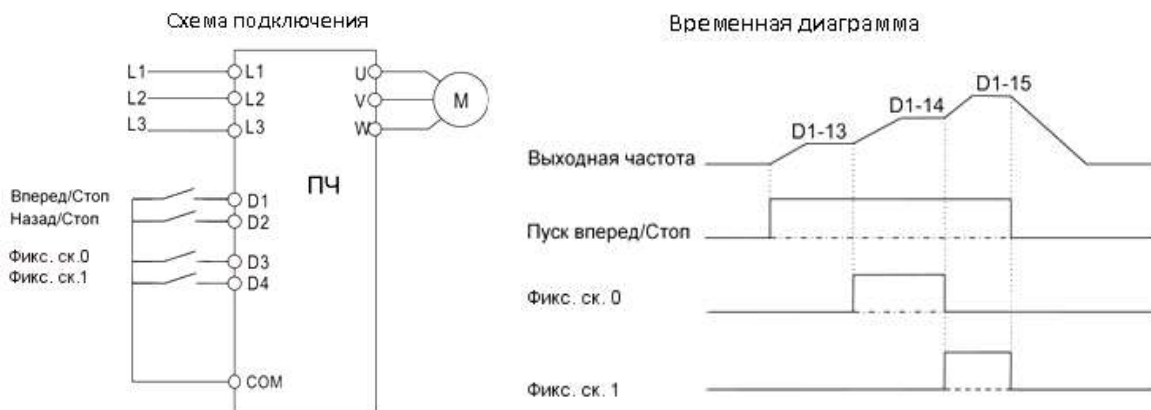 Схема подключения
L1 L1
L2 L2
L3 L3
U
V
W
M
ПЧ
Вперед/Стоп D1
Назад/Стоп D2
Фикс. ск.0 D3
Фикс. ск.1 D4
COM
Временная диаграмма
D1-15
D1-14
D1-13
Выходная частота
Пуск вперед/Стоп
Фикс. ск. 0
Фикс. ск. 1